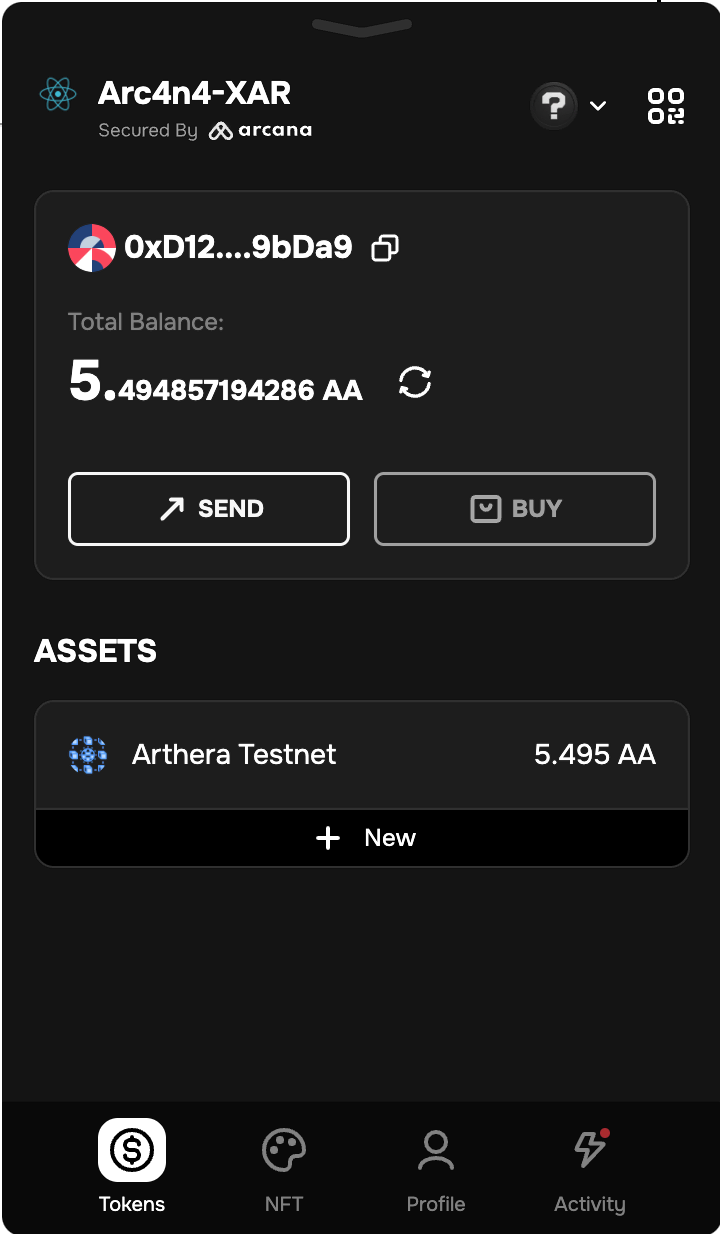 Arc4n4-XAR
Secured By arcana
?
0xD12....9bDa9
Total Balance:
5.494857194286 AA
SEND
BUY
ASSETS
Arthera Testnet
5.495 AA
+ New
Tokens
NFT
Profile
Activity